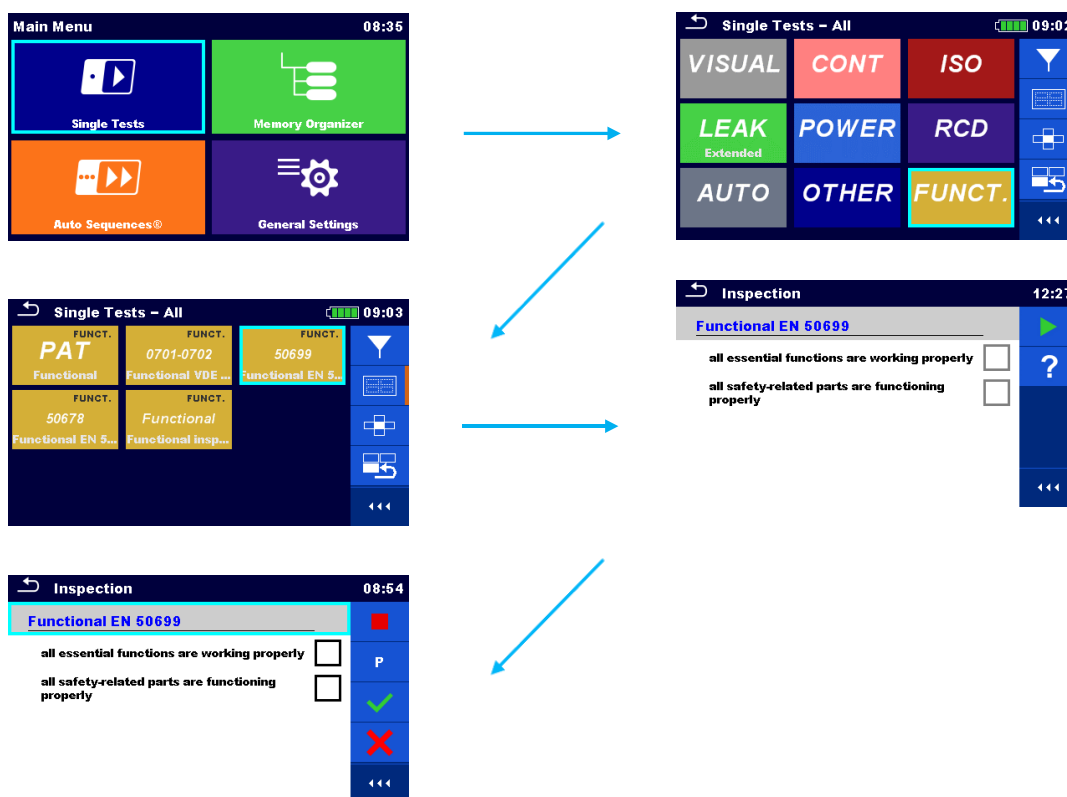 Main Menu 08:35
Single Tests
Memory Organizer
Auto Sequences®
General Settings
Single Tests – All 09:02
VISUAL CONT ISO
LEAK POWER RCD
Extended
AUTO OTHER FUNCT.
Single Tests – All 09:03
FUNCT. FUNCT. FUNCT.
PAT 0701-0702 50699
Functional Functional VDE ... Functional EN 5...
FUNCT. FUNCT.
50678 Functional
Functional EN 5... Functional insp...
Inspection 12:27
Functional EN 50699
all essential functions are working properly
?
all safety-related parts are functioning
properly
Inspection 08:54
Functional EN 50699
all essential functions are working properly
P
all safety-related parts are functioning
properly